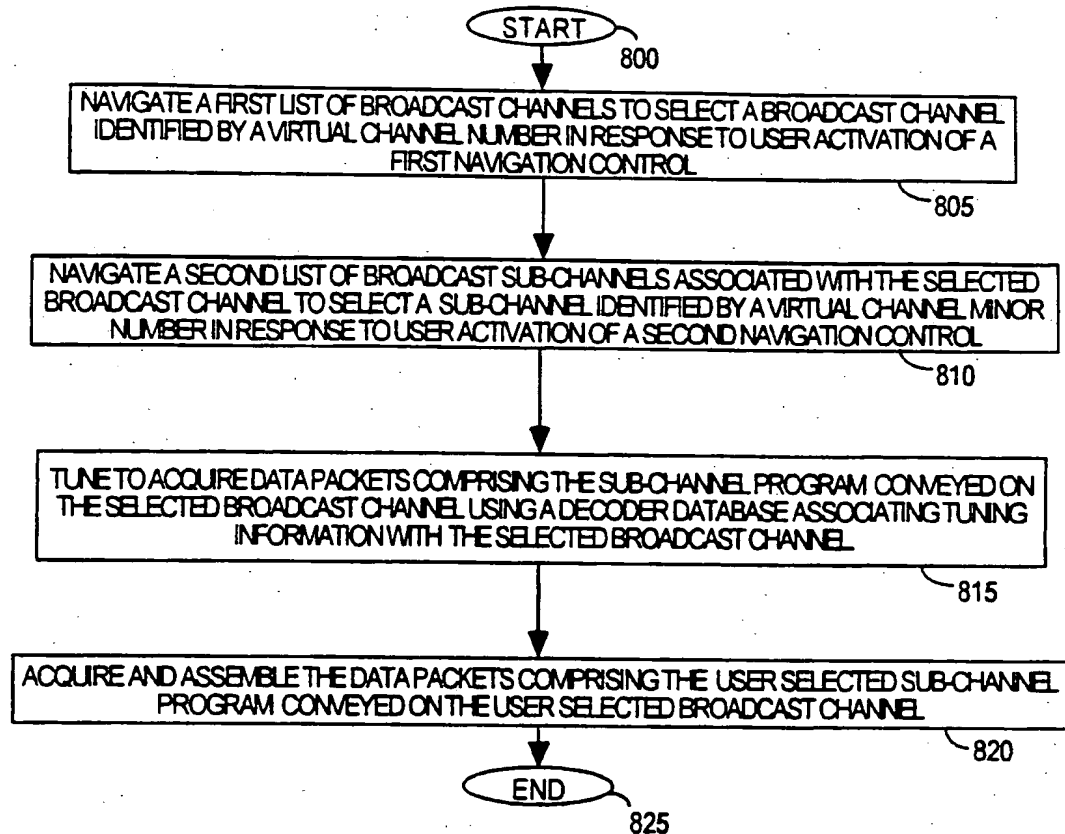 START
800
NAVIGATE A FIRST LIST OF BROADCAST CHANNELS TO SELECT A BROADCAST CHANNEL
IDENTIFIED BY A VIRTUAL CHANNEL NUMBER IN RESPONSE TO USER ACTIVATION OF A
FIRST NAVIGATION CONTROL
805
NAVIGATE A SECOND LIST OF BROADCAST SUB-CHANNELS ASSOCIATED WITH THE SELECTED
BROADCAST CHANNEL TO SELECT A SUB-CHANNEL IDENTIFIED BY A VIRTUAL CHANNEL MINOR
NUMBER IN RESPONSE TO USER ACTIVATION OF A SECOND NAVIGATION CONTROL
810
TUNE TO ACQUIRE DATA PACKETS COMPRISING THE SUB-CHANNEL PROGRAM CONVEYED ON
THE SELECTED BROADCAST CHANNEL USING A DECODER DATABASE ASSOCIATING TUNING
INFORMATION WITH THE SELECTED BROADCAST CHANNEL
815
ACQUIRE AND ASSEMBLE THE DATA PACKETS COMPRISING THE USER SELECTED SUB-CHANNEL
PROGRAM CONVEYED ON THE USER SELECTED BROADCAST CHANNEL
820
END
825